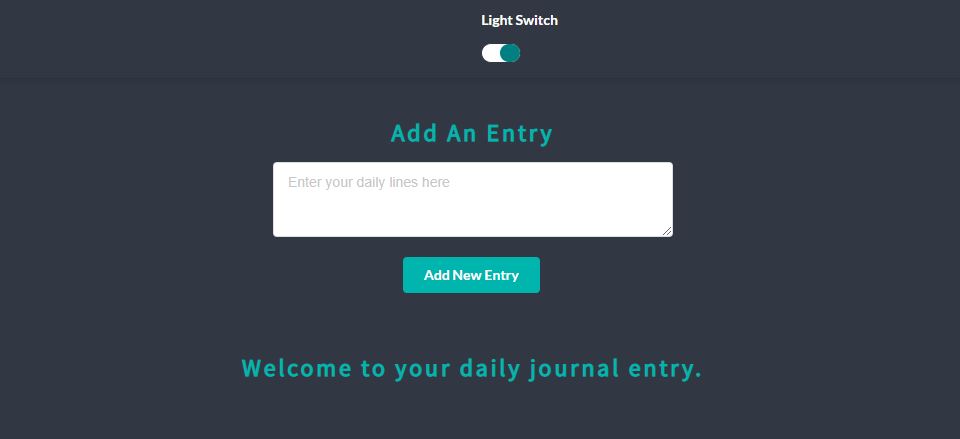 Light Switch
Add An Entry
Enter your daily lines here
Add New Entry
Welcome to your daily journal entry.